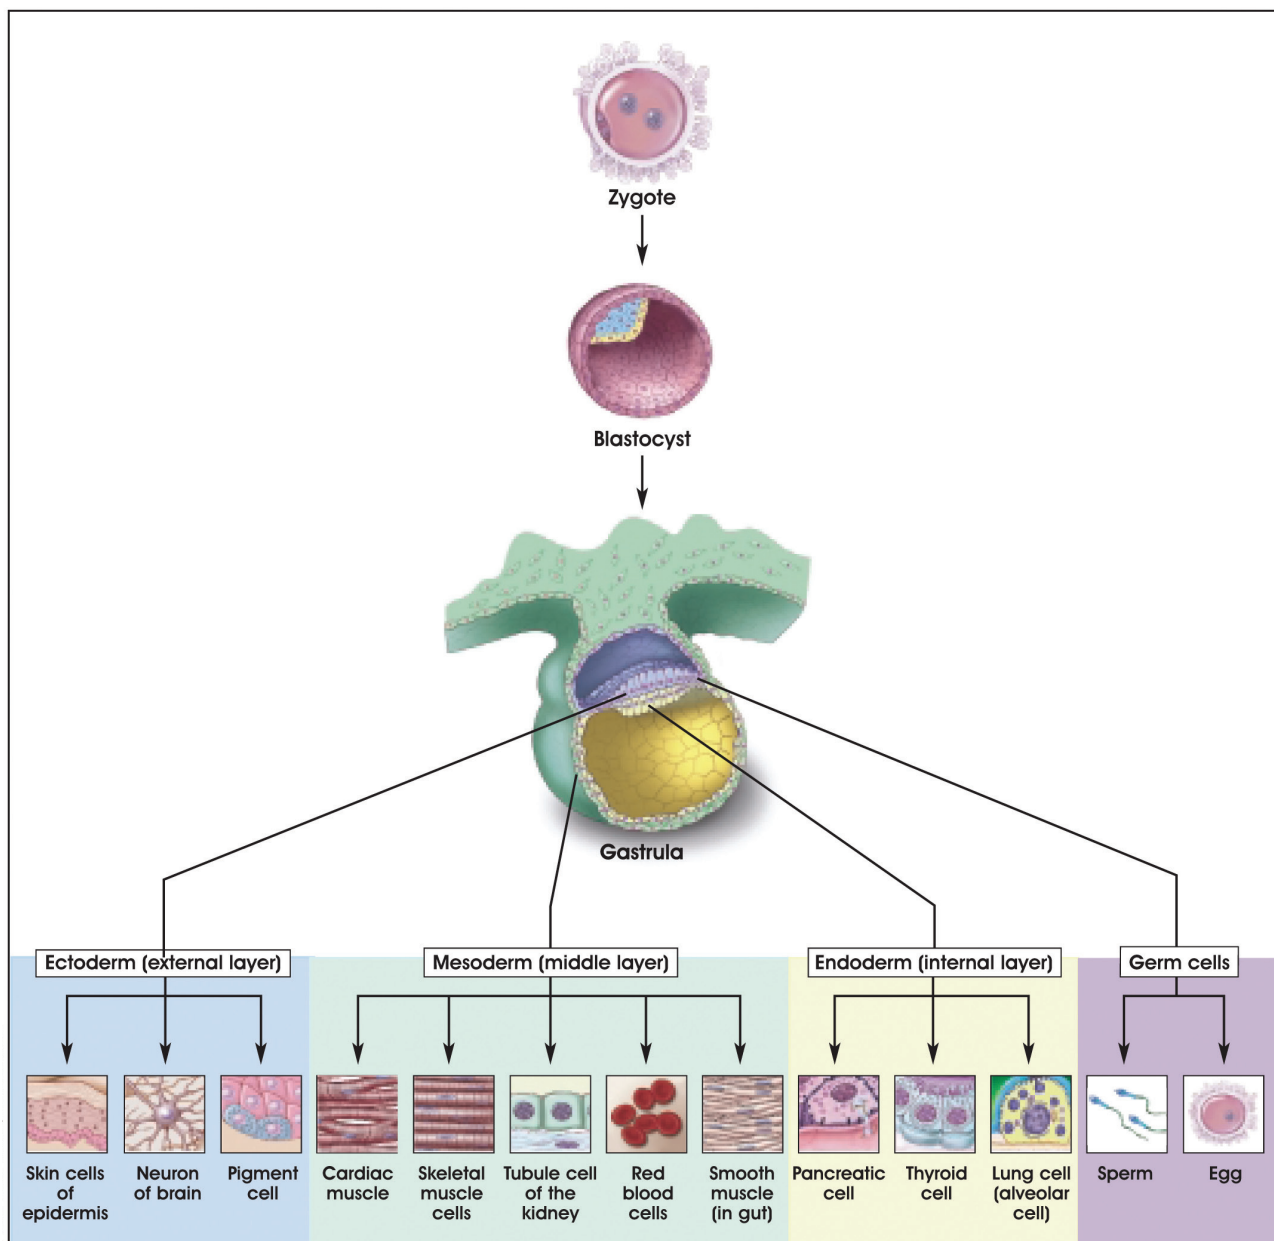 Zygote
Blastocyst
Gastrula
Ectoderm (external layer)
Mesoderm (middle layer)
Endoderm (internal layer)
Germ cells
Skin cells
of
epidermis
Neuron
of brain
Pigment
cell
Cardiac
muscle
Skeletal
muscle
cells
Tubule cell
of the
kidney
Red
blood
cells
Smooth
muscle
(in gut)
Pancreatic
cell
Thyroid
cell
Lung cell
(alveolar
cell)
Sperm
Egg